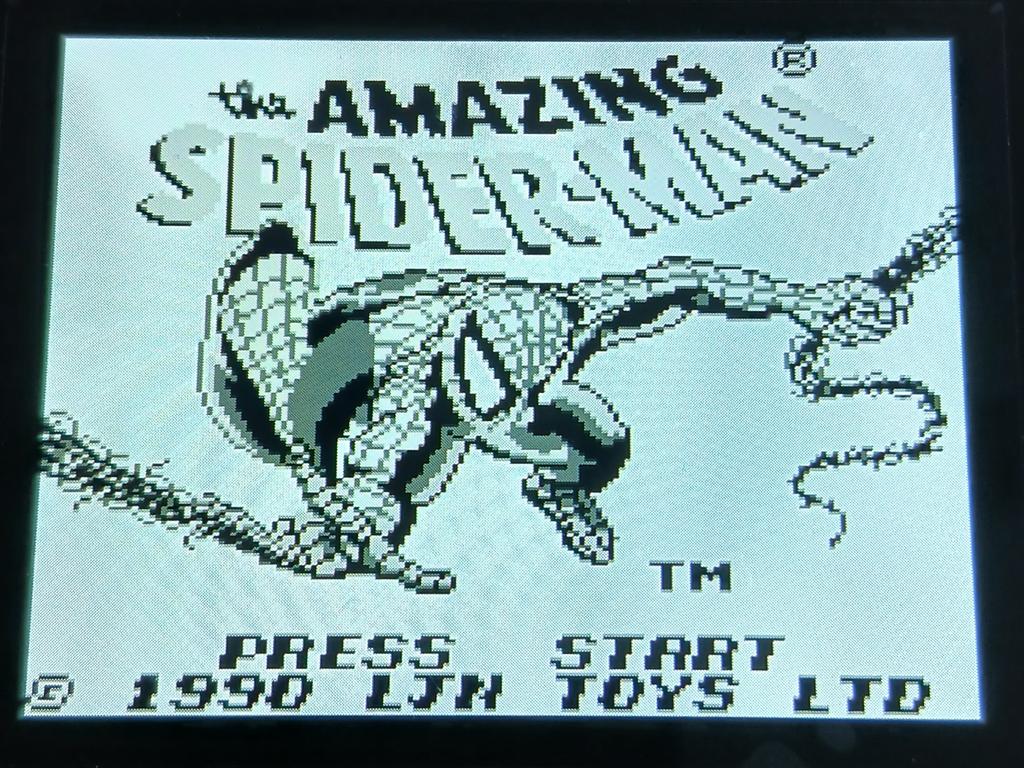 the AMAZING ®
SPIDER-MAN
TM
PRESS START
℗ 1990 LJN TOYS LTD